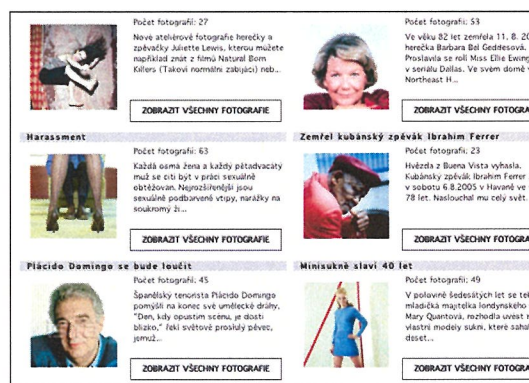 Počet fotografií: 27
Nové ateliérové fotografie herečky a
zpěvačky Juliette Lewis, kterou můžete
například znát z filmů Natural Born
Killers (Takoví normální zabijáci) neb...
ZOBRAZIT VŠECHNY FOTOGRAFIE
Počet fotografií: 53
Ve věku 82 let zemřela 11. 8.
herečka Barbara Bel Geddesová.
Proslavila se rolí Miss Ellie Ewing
v seriálu Dallas. Ve svém domě
Northeast H...
ZOBRAZIT VŠECHNY FOTOGRA
Harassment
Počet fotografií: 63
Každá osmá žena a každý pětadvacátý
muž se cítí být v práci sexuálně
obtěžován. Nejrozšířenější jsou
sexuálně podbarvené vtipy, narážky na
soukromý ži...
ZOBRAZIT VŠECHNY FOTOGRAFIE
Zemřel kubánský zpěvák Ibrahim Ferrer
Počet fotografií: 23
Hvězda z Buena Vista vyhasla.
Kubánský zpěvák Ibrahim Ferrer
v sobotu 6.8.2005 v Havaně ve
78 let. Naslouchal mu celý svět.
ZOBRAZIT VŠECHNY FOTOGRA
Plácido Domingo se bude loučit
Počet fotografií: 45
Španělský tenorista Plácido Domingo
pomýšlí na konec své umělecké dráhy.
"Den, kdy opustím scénu, je dosti
blízko," řekl světově proslulý pěvec,
jemuž...
ZOBRAZIT VŠECHNY FOTOGRAFIE
Minisukně slaví 40 let
Počet fotografií: 49
V polovině šedesátých let se
mladičká majitelka londýnského
Mary Quantová, rozhodla uvést
vlastní modely sukní, které
deset...
ZOBRAZIT VŠECHNY FOTOGRA